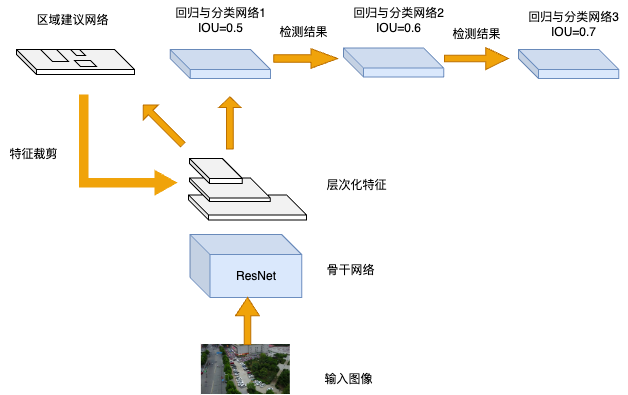 区域建议网络
回归与分类网络1
IOU=0.5
检测结果
回归与分类网络2
IOU=0.6
检测结果
回归与分类网络3
IOU=0.7
特征裁剪
层次化特征
ResNet
骨干网络
输入图像